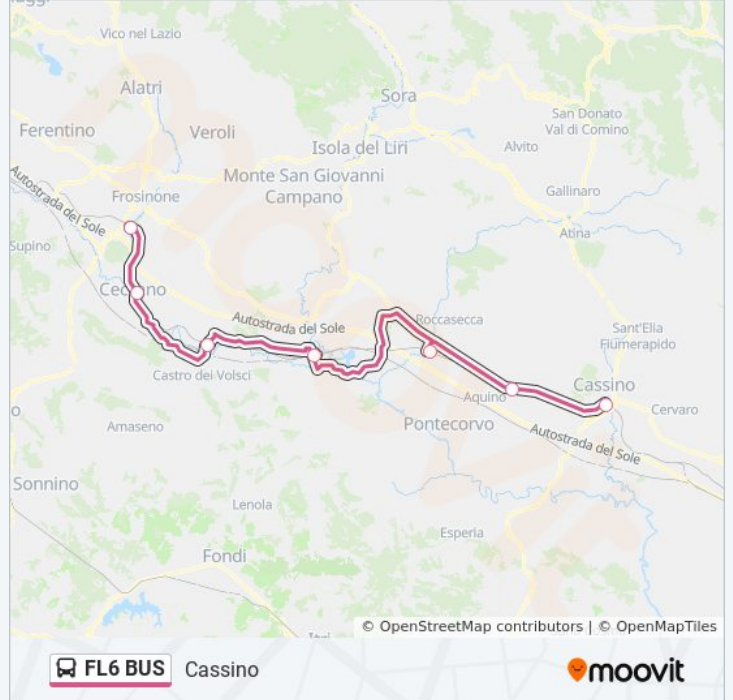 Vico nel Lazio
Alatri
Sora
San Donato
Val di Comino
Ferentino
Veroli
Isola del Liri
Alvito
Autostrada del Sole
Frosinone
Monte San Giovanni
Campano
Gallinaro
Atina
Supino
Ceccano
Autostrada del Sole
Roccasecca
Sant'Elia
Fiumerapido
Castro dei Volsci
Cassino
Aquino
Cervaro
Amaseno
Pontecorvo
Autostrada del Sole
Sonnino
Lenola
Esperia
Fondi
© OpenStreetMap contributors | © OpenMapTiles
FL6 BUS Cassino
moovit